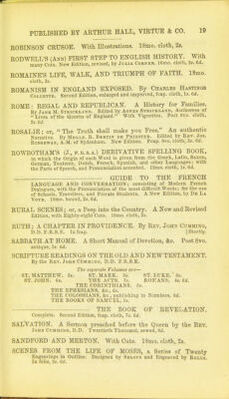 PUBLISHED BY ARTHUR HALL, VIRTUE & CO. 19
ROBINSON CRUSOE. With Illustrations. 18mo. cloth, 2s.
RODWELL'S (Ann) FIRST STEP TO ENGLISH HISTORY. With
many Cuts. New Edition, revised, by Julia Corner. 16mo. cloth, 2s. 6d.
ROMAINE'S LIFE, WALK, AND TRIUMPH OF FAITH. 18mo.
cloth, 2s.
ROMANISM IN ENGLAND EXPOSED. By Charles Hastings
Collette. Second Edition, enlarged and improved, fcap. cloth, 2s. 6d.
ROME: REGAL AND REPUBLICAN. A History for Families.
By Jane M. Strickland. Edited by Agnes Strickland, Authoress of
"Lives of the Queens of England." With Vignettes. Post 8vo. cloth,
ROSALIE; or, "The Truth shall make you Free." An authentic
Narrative. By Mdlle. R. Edited by Rev. Jos.
Ridgeway, A.M. of Sydenham. New Edition. Fcap. cloth, 3s. 6d.
ROWBOTHAM'S (J., F.R.A.S.) DERIVATIVE SPELLING BOOK,
in which the Origin of each Word is given from the Greek, Latin, Saxon,
German, Teutonic, Dutch, French, Spanish, and other Languages; with
the Parts of Speech, and Pronunciation accented. 12mo. cloth, 1s. 6d.
GUIDE TO THE FRENCH
LANGUAGE AND CONVERSATION; consisting of Modern French
Dialogues, with the Pronunciation of the most difficult Words; for the use
of Schools, Travellers, and Private Students. A New Edition, by De La
Voye. 18mo. bound, 2s. 6d.
RURAL SCENES; or, a Peep into the Country. A New and Revised
Edition, with Eighty-eight Cuts. 18mo. cloth, 2s.
RUTH; A CHAPTER IN PROVIDENCE. By Rev. John Cumming,
D.D. F.R.S.E. 1s fcap. [Shortly.
SABBATH AT HOME. A Short Manual of Devotion, &c. Post 8vo.
antique, 3s 6d.
SCRIPTURE READINGS ON THE OLD AND NEW TESTAMENT.
By the Rev. John Cumming, D.D. F.R.S.E.
The separate Volumes are—
ST. MATTHEW, 5s. ST. MARK, 3s. ST. LUKE, 6s.
ST. JOHN, 6s. THE ACTS, 7s. ROMANS, 4s. 6d.
THE CORINTHIANS, 5s.
THE EPHESIANS, &c., 6s.
THE COLOSSIANS, &c., publishing in Numbers, 6d.
THE BOOKS OF SAMUEL, 5s.
THE BOOK OF REVELATION.
Complete. Second Edition, fcap. cloth, 7s. 6d.
SALVATION. A Sermon preached before the Queen by the Rev.
John Cumming, D.D. Twentieth Thousand, sewed, 6d.
SANDFORD AND MERTON. With Cuts. 18mo. cloth, 2s.
SCENES FROM THE LIFE OF MOSES, a Series of Twenty
Engravings in Outline: Designed by Selous and Engraved by Rolls.